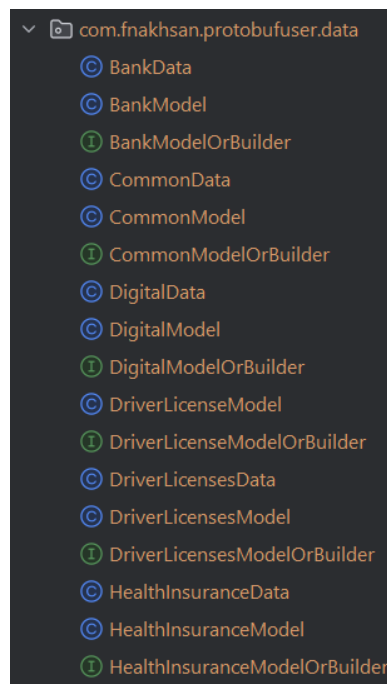 com.fnakhsan.protobufuser.data
C BankData
C BankModel
I BankModelOrBuilder
C CommonData
C CommonModel
I CommonModelOrBuilder
C DigitalData
C DigitalModel
I DigitalModelOrBuilder
C DriverLicenseModel
I DriverLicenseModelOrBuilder
C DriverLicensesData
C DriverLicensesModel
I DriverLicensesModelOrBuilder
C HealthInsuranceData
C HealthInsuranceModel
I HealthInsuranceModelOrBuilder